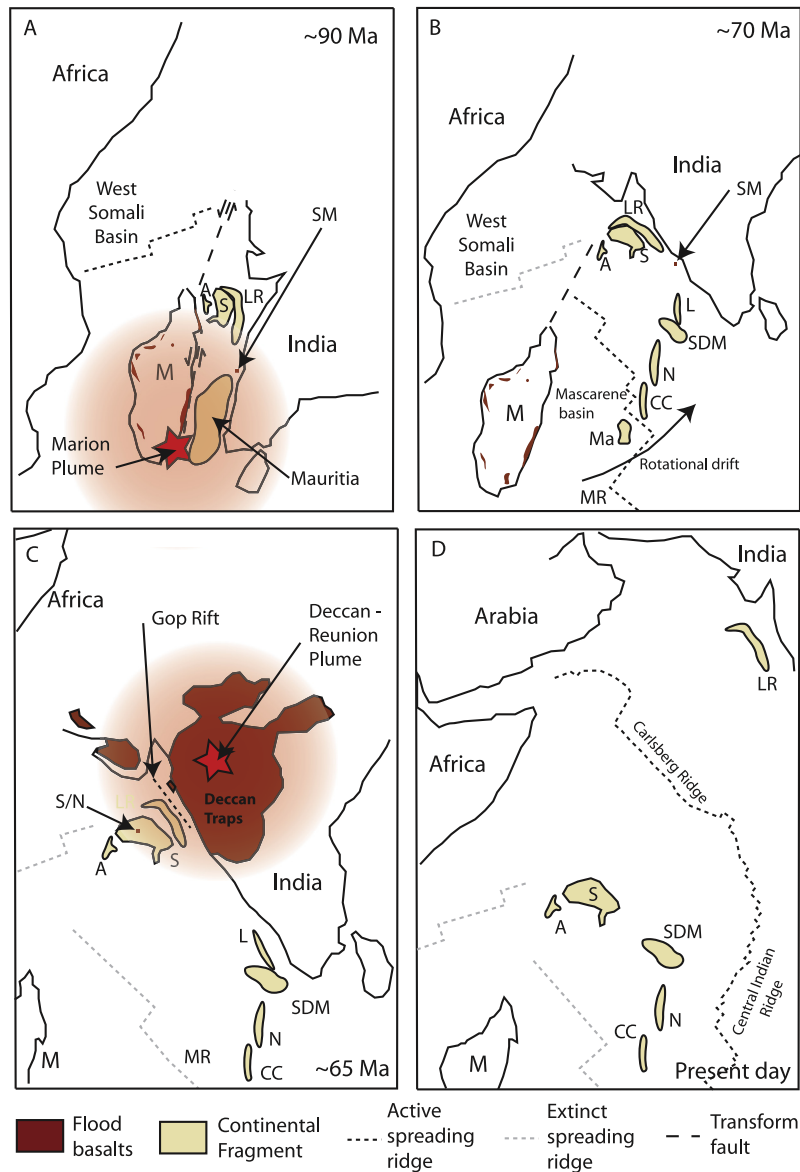 A
~90 Ma
Africa
West
Somali
Basin
SM
A
S
LR
India
M
Marion
Plume
Mauritia
B
~70 Ma
Africa
India
SM
LR
West
Somali
Basin
A
S
L
SDM
N
Mascarene
basin
CC
M
Ma
Rotational drift
MR
C
Africa
Gop Rift
Deccan -
Reunion
Plume
S/N
Deccan
Traps
A
S
India
L
SDM
N
MR
CC
M
~65 Ma
D
India
Arabia
LR
Africa
Carlsberg Ridge
S
A
SDM
Central Indian
Ridge
N
CC
M
Present day
Flood
basalts
Continental
Fragment
Active
spreading
ridge
Extinct
spreading
ridge
Transform
fault